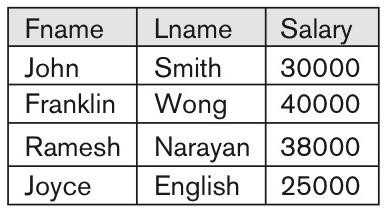 Fname Lname Salary
John Smith 30000
Franklin Wong 40000
Ramesh Narayan 38000
Joyce English 25000